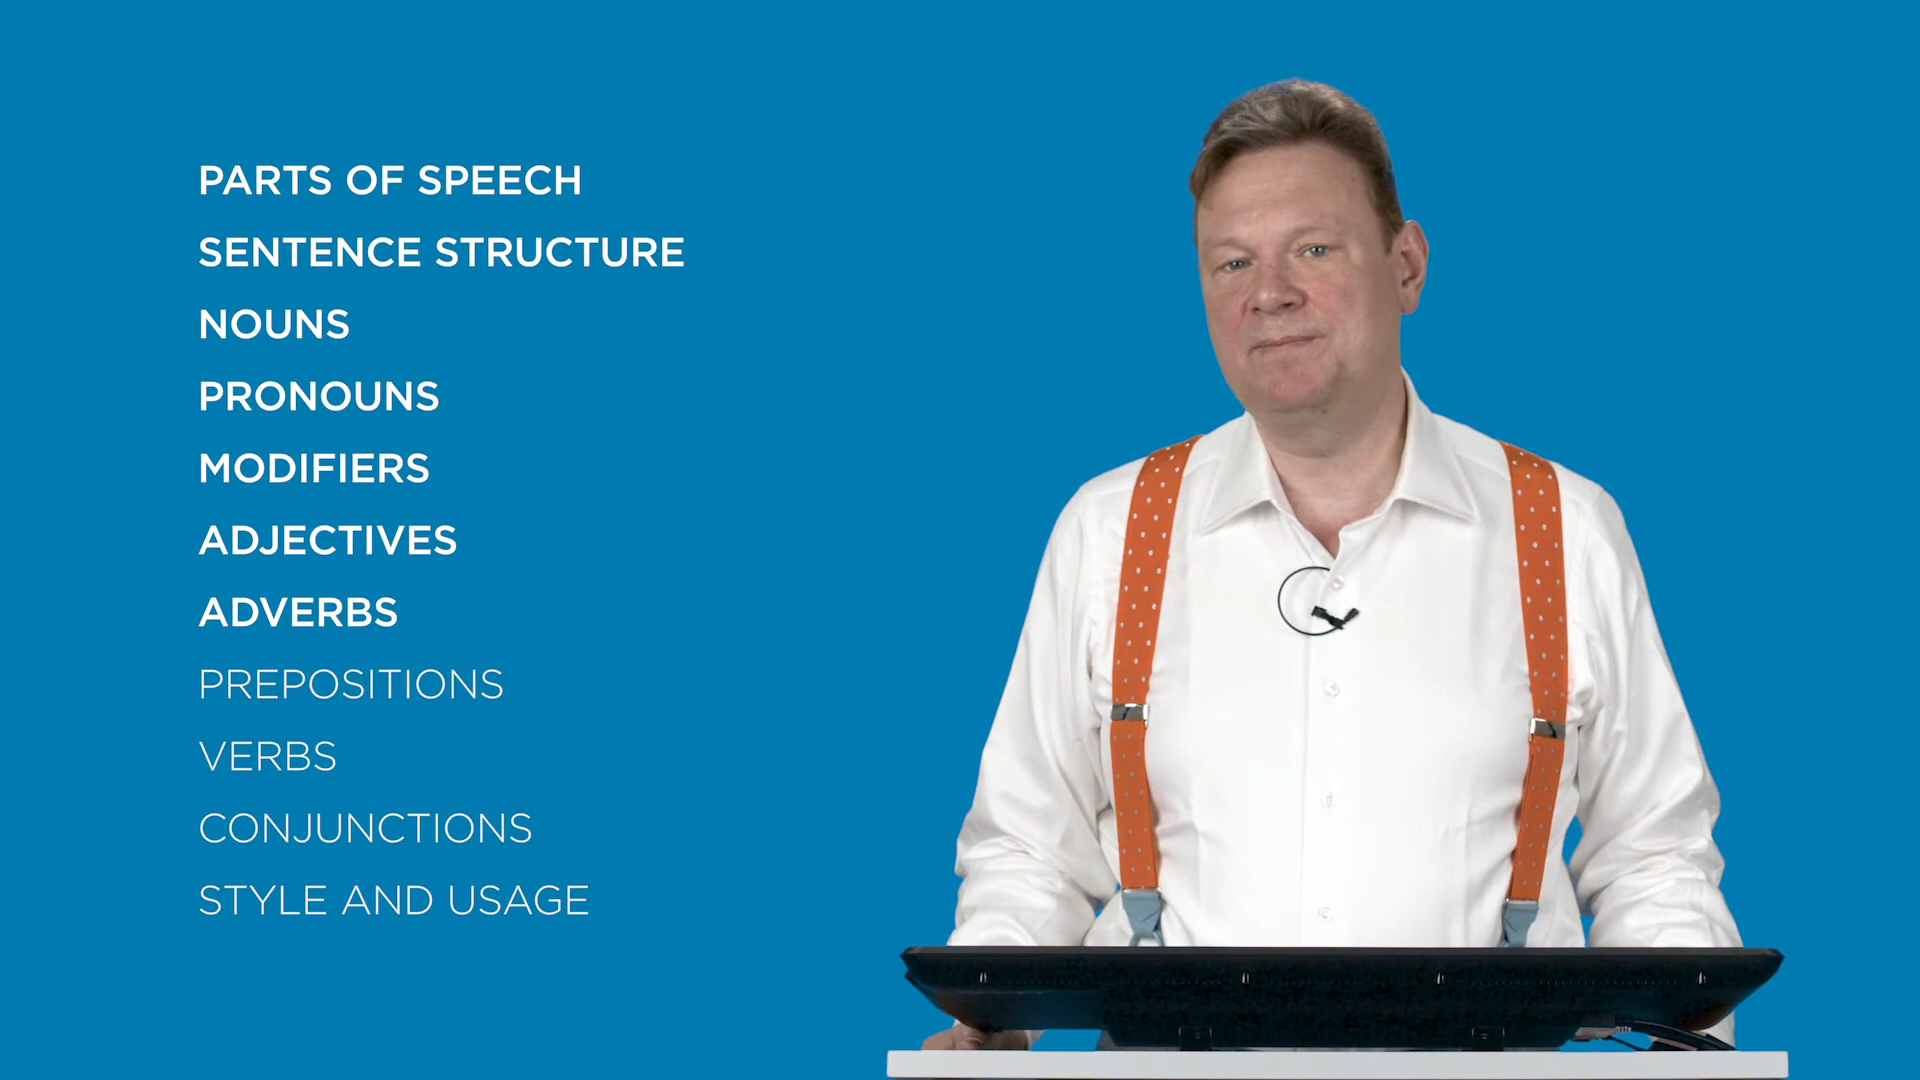 PARTS OF SPEECH
SENTENCE STRUCTURE
NOUNS
PRONOUNS
MODIFIERS
ADJECTIVES
ADVERBS
PREPOSITIONS
VERBS
CONJUNCTIONS
STYLE AND USAGE